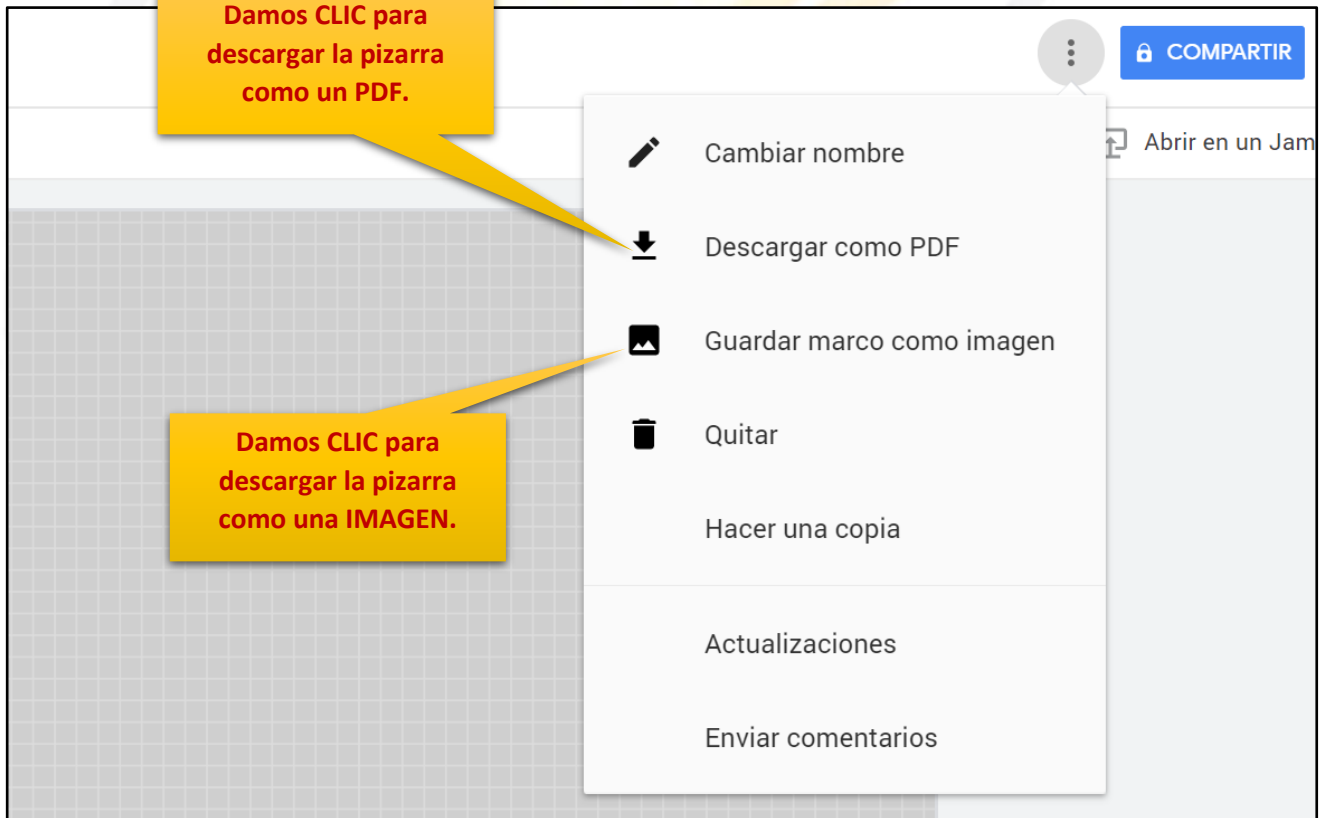 Damos CLIC para
descargar la pizarra
como un PDF.
COMPARTIR
Cambiar nombre
Abrir en un Jam
Descargar como PDF
Guardar marco como imagen
Damos CLIC para
descargar la pizarra
como una IMAGEN.
Quitar
Hacer una copia
Actualizaciones
Enviar comentarios